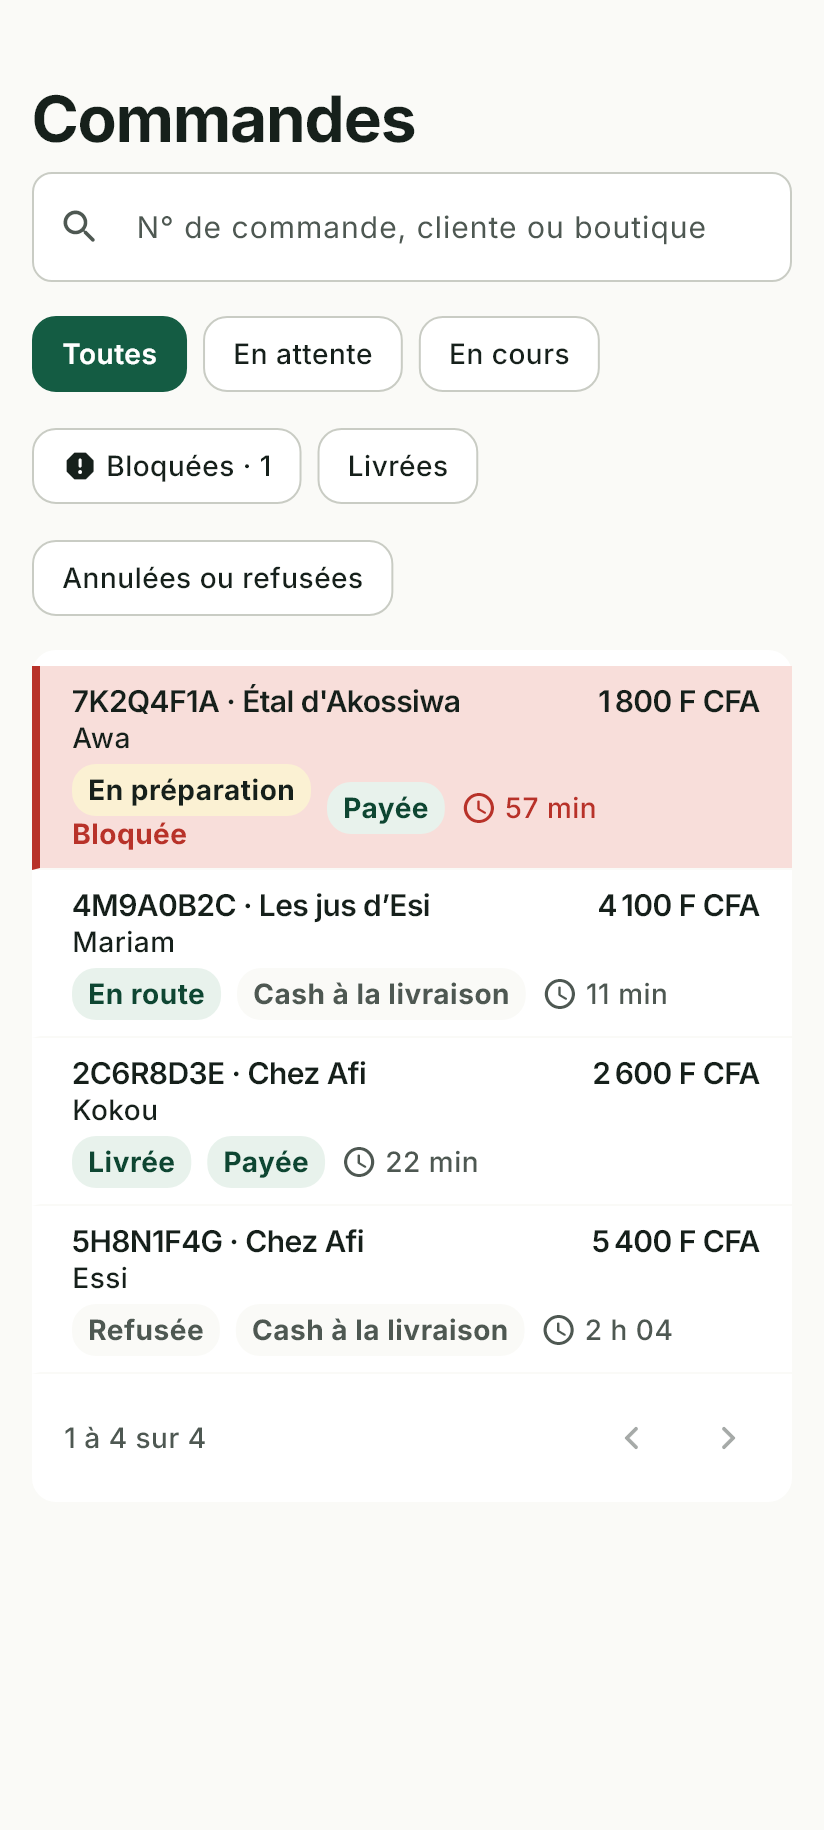 Commandes
N° de commande, cliente ou boutique
Toutes
En attente
En cours
Bloquées · 1
Livrées
Annulées ou refusées
7K2Q4F1A · Étal d'Akossiwa 1 800 F CFA
Awa
En préparation Payée 57 min
Bloquée
4M9A0B2C · Les jus d’Esi 4 100 F CFA
Mariam
En route Cash à la livraison 11 min
2C6R8D3E · Chez Afi 2 600 F CFA
Kokou
Livrée Payée 22 min
5H8N1F4G · Chez Afi 5 400 F CFA
Essi
Refusée Cash à la livraison 2 h 04
1 à 4 sur 4